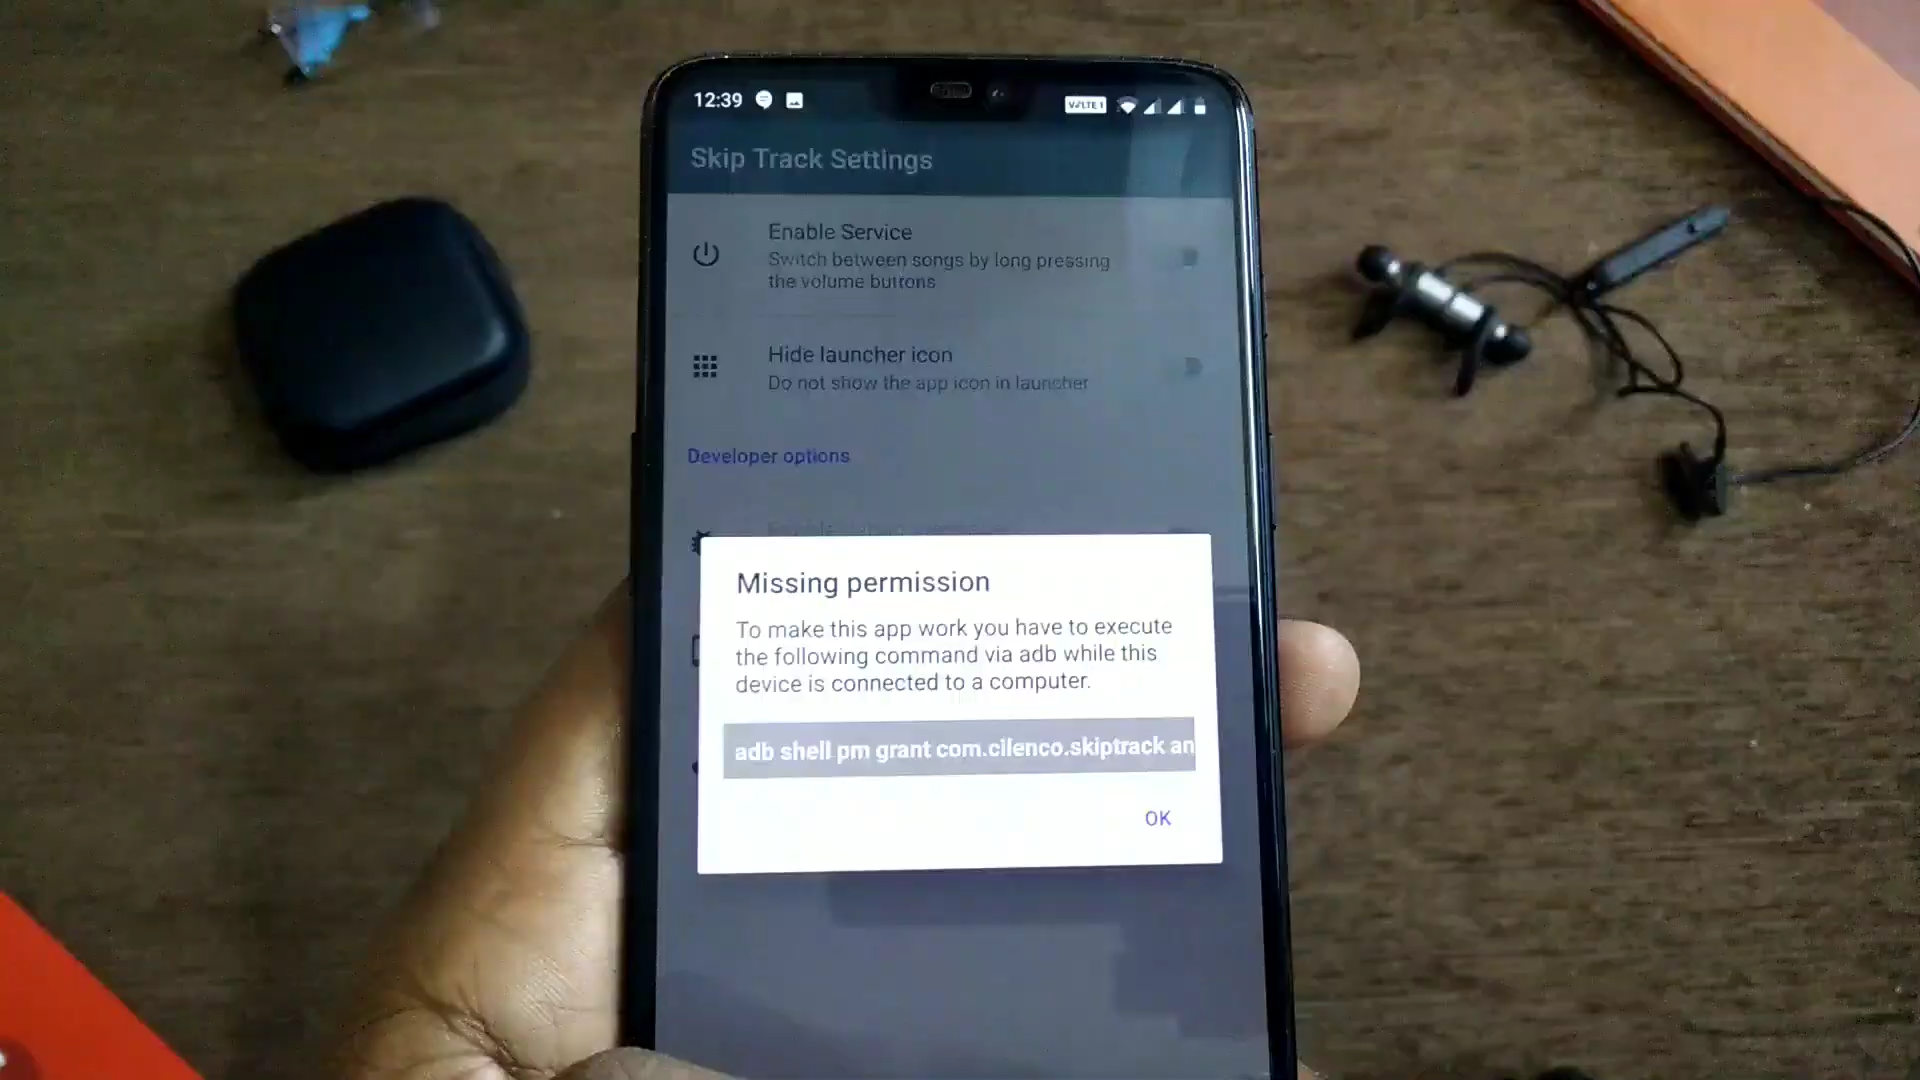 12:39
VoLTE 1
Skip Track Settings
Enable Service
Switch between songs by long pressing
the volume buttons
Hide launcher icon
Do not show the app icon in launcher
Developer options
Missing permission
To make this app work you have to execute
the following command via adb while this
device is connected to a computer.
adb shell pm grant com.cilenco.skiptrack an
OK